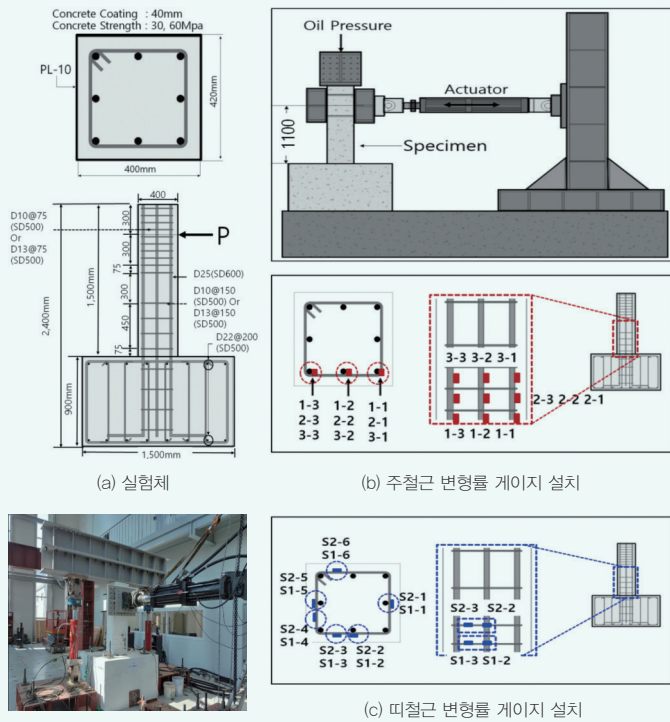 Concrete Coating : 40mm
Concrete Strength : 30, 60Mpa
PL-10
420mm
400mm
400
D10@75
(SD500)
Or
D13@75
(SD500)
300
300
75
300
450
75
1,500mm
2,400mm
900mm
P
D25(SD600)
D10@150
(SD500) Or
D13@150
(SD500)
D22@200
(SD500)
1,500mm
(a) 실험체
Oil Pressure
Actuator
1100
Specimen
1-3 1-2 1-1
2-3 2-2 2-1
3-3 3-2 3-1
3-3 3-2 3-1
2-3 2-2 2-1
1-3 1-2 1-1
(b) 주철근 변형률 게이지 설치
S2-6
S1-6
S2-5
S1-5
S2-1
S1-1
S2-4
S1-4
S2-3 S2-2
S1-3 S1-2
S2-3 S2-2
S1-3 S1-2
(c) 띠철근 변형률 게이지 설치